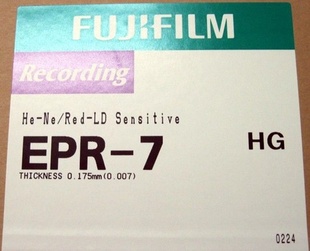 FUJIFILM
Recording
He-Ne/Red-LD Sensitive
EPR-7 HG
THICKNESS 0.175mm(0.007)
0224